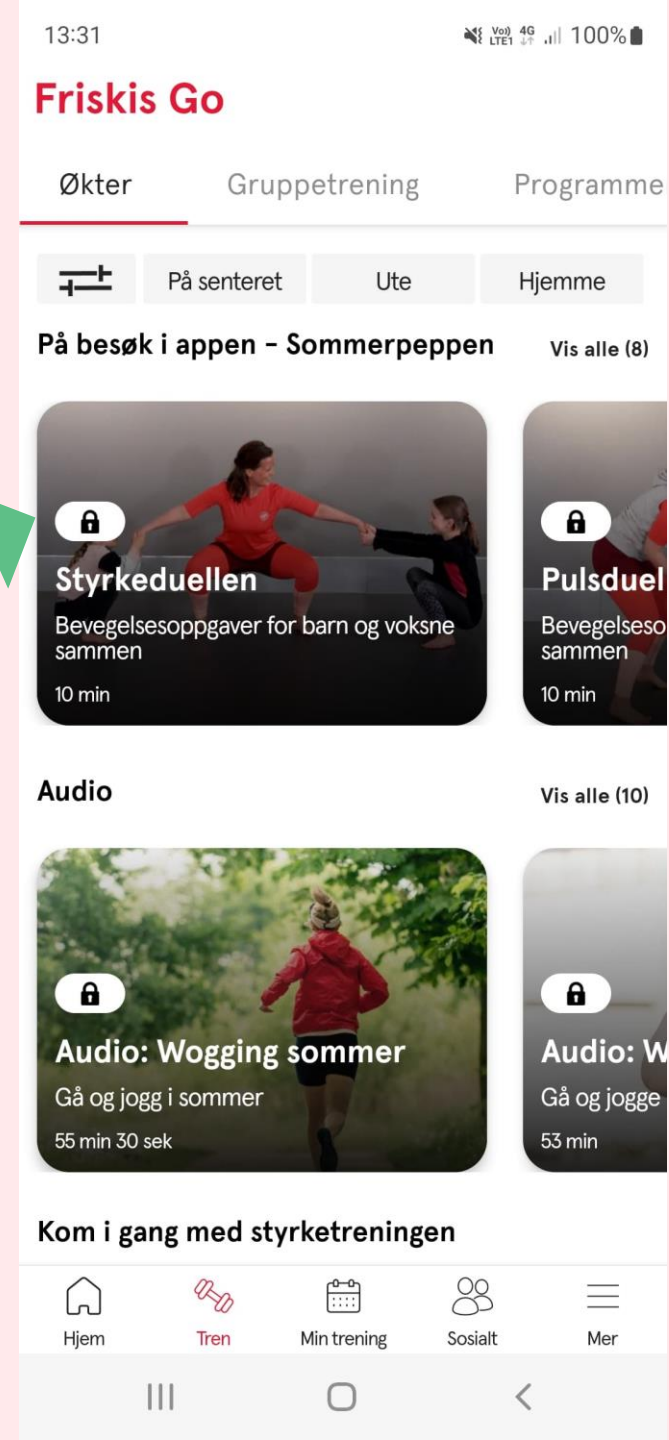 13:31
Vo)) LTE1 4G 100%
Friskis Go
Økter Gruppetrening Programme
På senteret Ute Hjemme
På besøk i appen - Sommerpeppen Vis alle (8)
Styrkeduellen
Bevegelsesoppgaver for barn og voksne
sammen
10 min
Pulsduel
Bevegelseso
sammen
10 min
Audio Vis alle (10)
Audio: Wogging sommer
Gå og jogg i sommer
55 min 30 sek
Audio: W
Gå og jogge
53 min
Kom i gang med styrketreningen
Hjem Tren Min trening Sosialt Mer